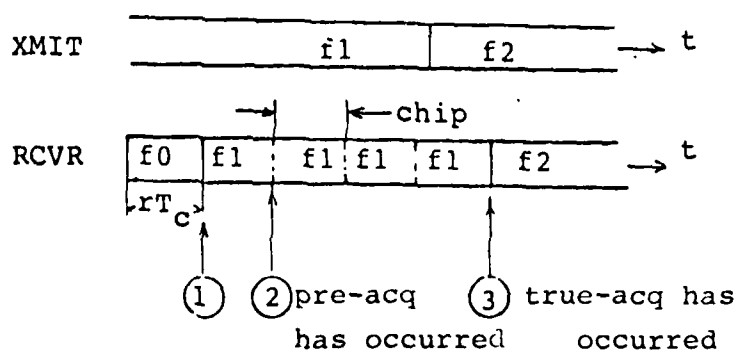 XMIT f1 f2 t
chip
RCVR f0 f1 f1 f1 f1 f2 t
rTc
1 2 pre-acq 3 true-acq has
has occurred occurred